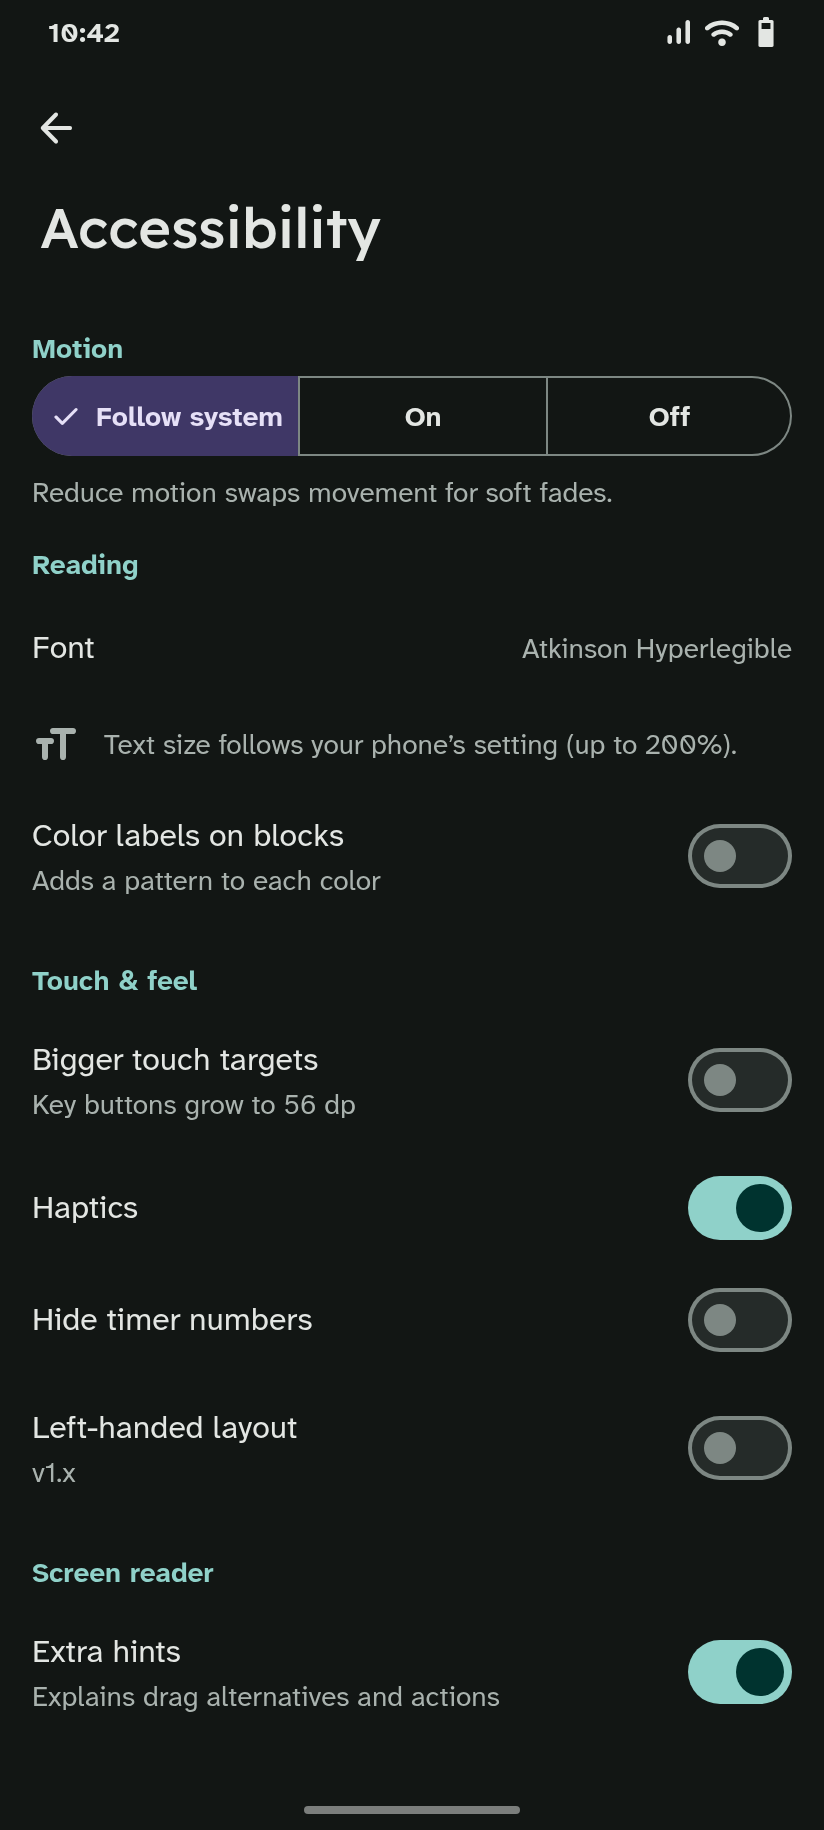 10:42
Accessibility
Motion
Follow system
On
Off
Reduce motion swaps movement for soft fades.
Reading
Font
Atkinson Hyperlegible
Text size follows your phone’s setting (up to 200%).
Color labels on blocks
Adds a pattern to each color
Touch & feel
Bigger touch targets
Key buttons grow to 56 dp
Haptics
Hide timer numbers
Left-handed layout
v1.x
Screen reader
Extra hints
Explains drag alternatives and actions